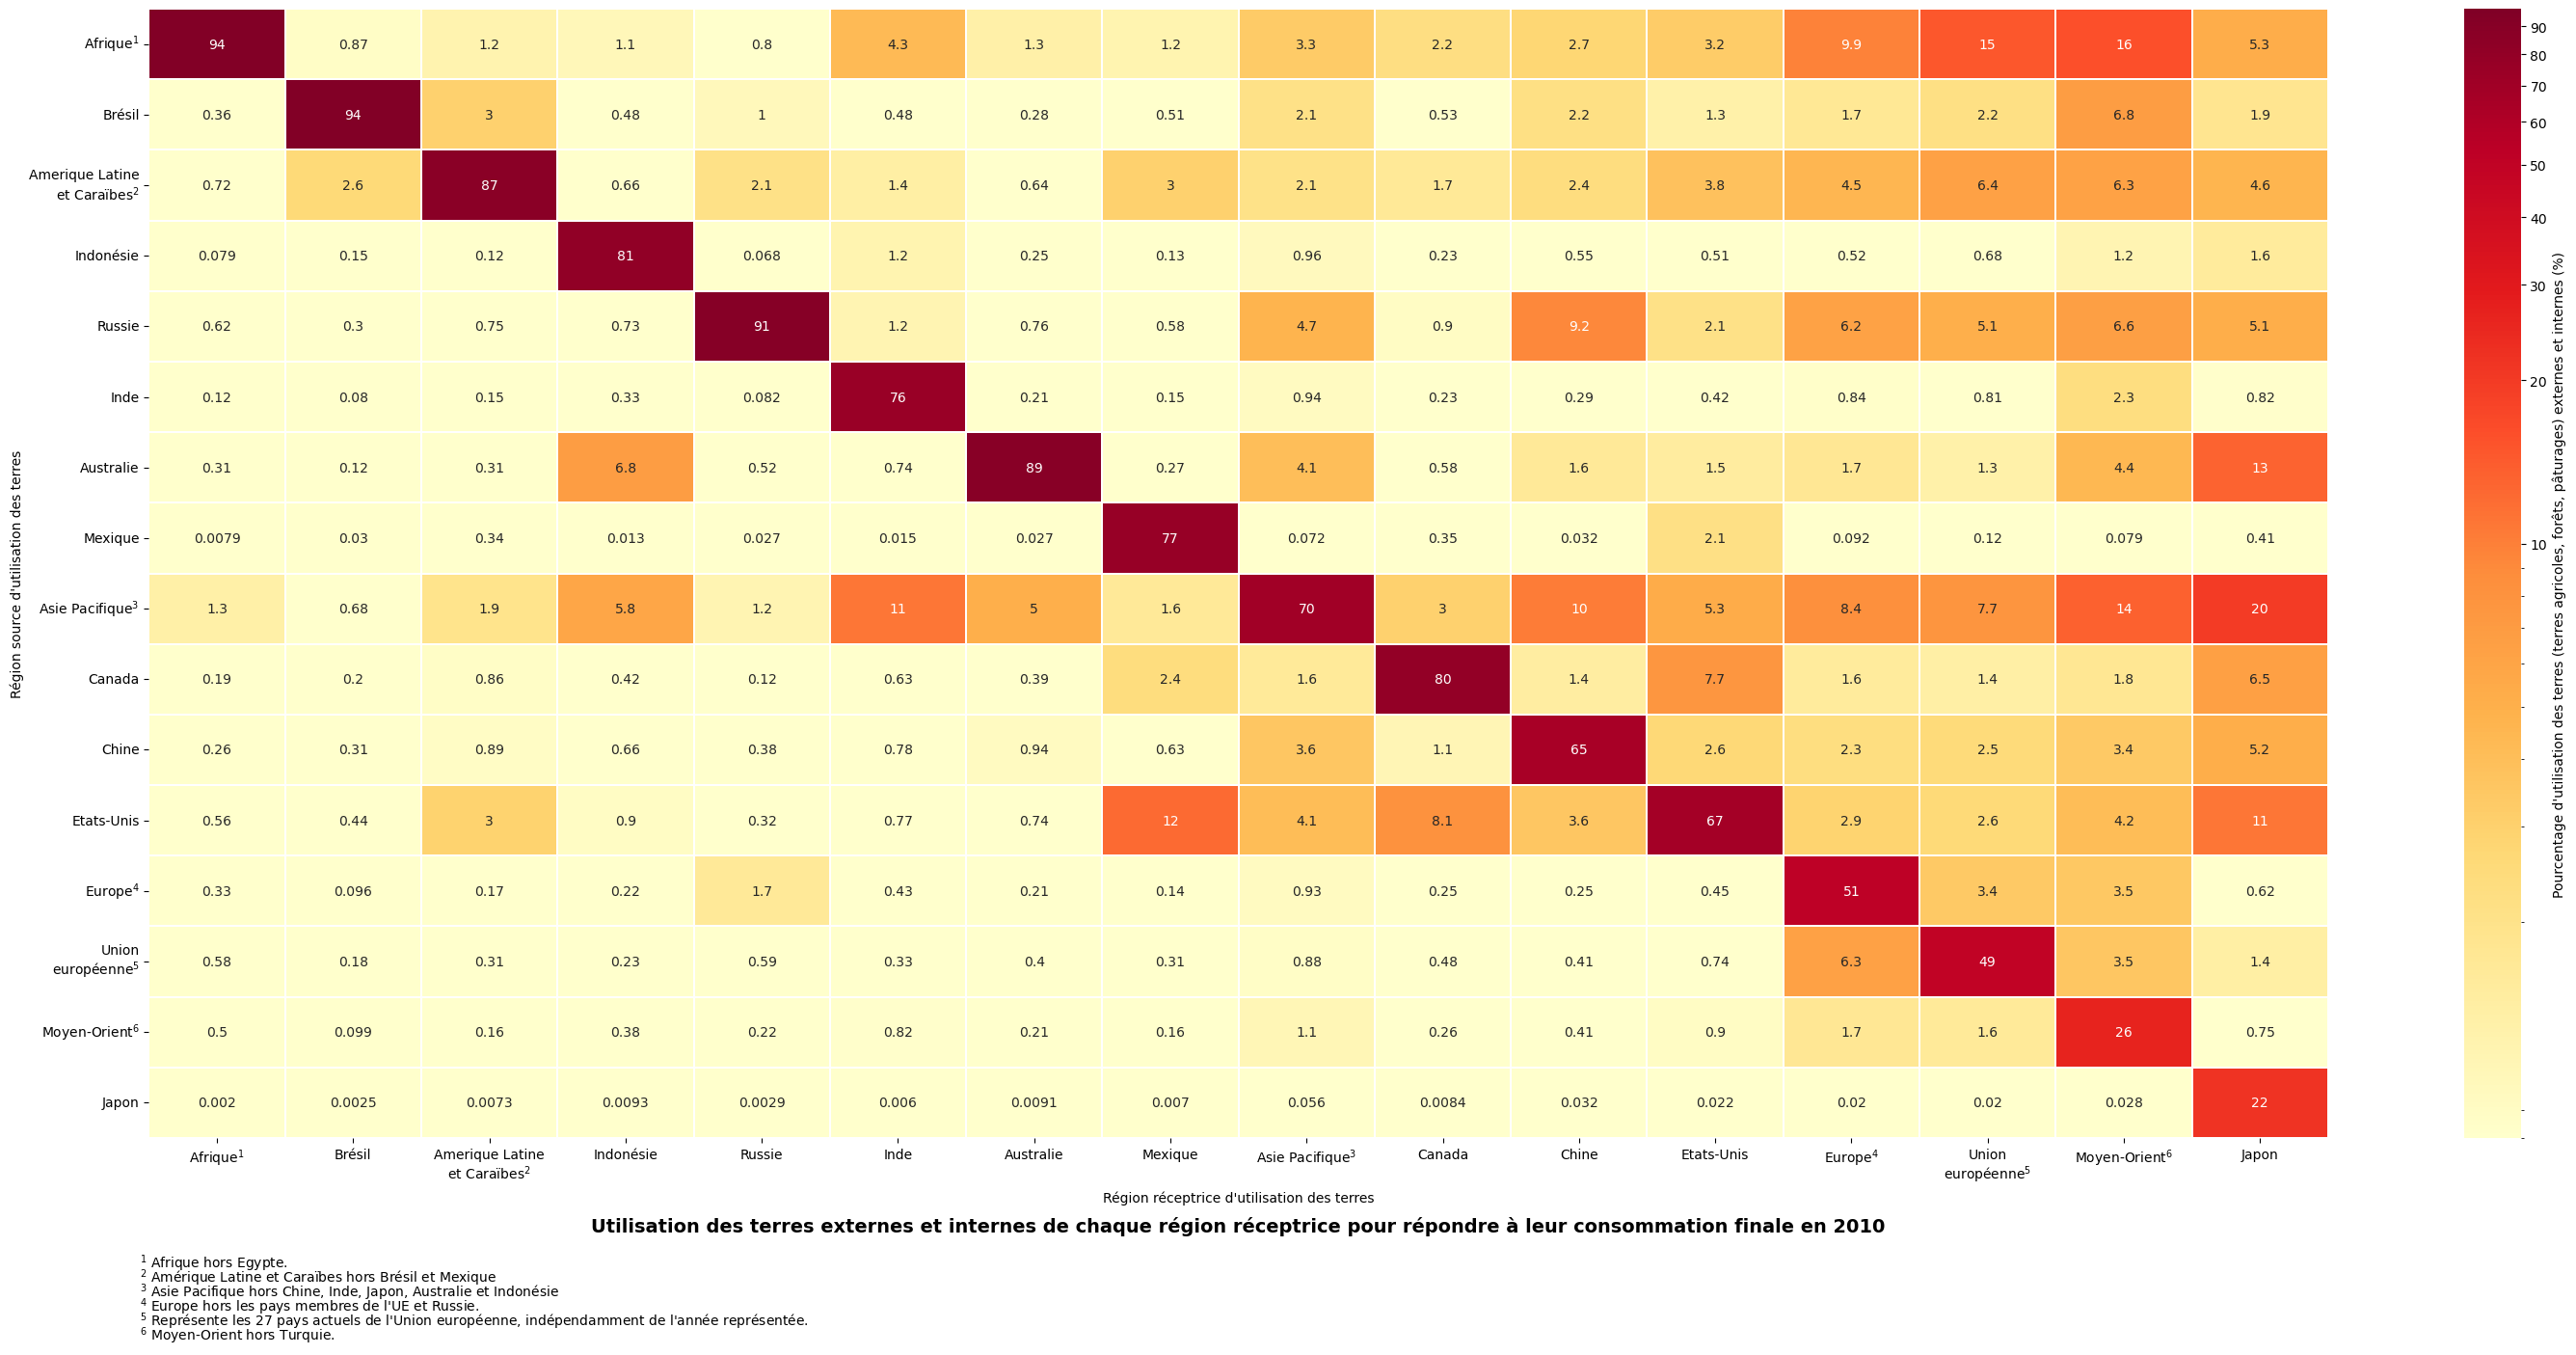 Afrique¹ 94 0.87 1.2 1.1 0.8 4.3 1.3 1.2 3.3 2.2 2.7 3.2 9.9 15 16 5.3
Brésil 0.36 94 3 0.48 1 0.48 0.28 0.51 2.1 0.53 2.2 1.3 1.7 2.2 6.8 1.9
Amerique Latine
et Caraïbes² 0.72 2.6 87 0.66 2.1 1.4 0.64 3 2.1 1.7 2.4 3.8 4.5 6.4 6.3 4.6
Indonésie 0.079 0.15 0.12 81 0.068 1.2 0.25 0.13 0.96 0.23 0.55 0.51 0.52 0.68 1.2 1.6
Russie 0.62 0.3 0.75 0.73 91 1.2 0.76 0.58 4.7 0.9 9.2 2.1 6.2 5.1 6.6 5.1
Inde 0.12 0.08 0.15 0.33 0.082 76 0.21 0.15 0.94 0.23 0.29 0.42 0.84 0.81 2.3 0.82
Australie 0.31 0.12 0.31 6.8 0.52 0.74 89 0.27 4.1 0.58 1.6 1.5 1.7 1.3 4.4 13
Mexique 0.0079 0.03 0.34 0.013 0.027 0.015 0.027 77 0.072 0.35 0.032 2.1 0.092 0.12 0.079 0.41
Asie Pacifique³ 1.3 0.68 1.9 5.8 1.2 11 5 1.6 70 3 10 5.3 8.4 7.7 14 20
Canada 0.19 0.2 0.86 0.42 0.12 0.63 0.39 2.4 1.6 80 1.4 7.7 1.6 1.4 1.8 6.5
Chine 0.26 0.31 0.89 0.66 0.38 0.78 0.94 0.63 3.6 1.1 65 2.6 2.3 2.5 3.4 5.2
Etats-Unis 0.56 0.44 3 0.9 0.32 0.77 0.74 12 4.1 8.1 3.6 67 2.9 2.6 4.2 11
Europe⁴ 0.33 0.096 0.17 0.22 1.7 0.43 0.21 0.14 0.93 0.25 0.25 0.45 51 3.4 3.5 0.62
Union
européenne⁵ 0.58 0.18 0.31 0.23 0.59 0.33 0.4 0.31 0.88 0.48 0.41 0.74 6.3 49 3.5 1.4
Moyen-Orient⁶ 0.5 0.099 0.16 0.38 0.22 0.82 0.21 0.16 1.1 0.26 0.41 0.9 1.7 1.6 26 0.75
Japon 0.002 0.0025 0.0073 0.0093 0.0029 0.006 0.0091 0.007 0.056 0.0084 0.032 0.022 0.02 0.02 0.028 22
Afrique¹ Brésil Amerique Latine Indonésie Russie Inde Australie Mexique Asie Pacifique³ Canada Chine Etats-Unis Europe⁴ Union Moyen-Orient⁶ Japon
et Caraïbes² européenne⁵
Région source d'utilisation des terres
Région réceptrice d'utilisation des terres
90
80
70
60
50
40
30
20
10
Pourcentage d'utilisation des terres (terres agricoles, forêts, pâturages) externes et internes (%)
Utilisation des terres externes et internes de chaque région réceptrice pour répondre à leur consommation finale en 2010
¹ Afrique hors Egypte.
² Amérique Latine et Caraïbes hors Brésil et Mexique
³ Asie Pacifique hors Chine, Inde, Japon, Australie et Indonésie
⁴ Europe hors les pays membres de l'UE et Russie.
⁵ Représente les 27 pays actuels de l'Union européenne, indépendamment de l'année représentée.
⁶ Moyen-Orient hors Turquie.